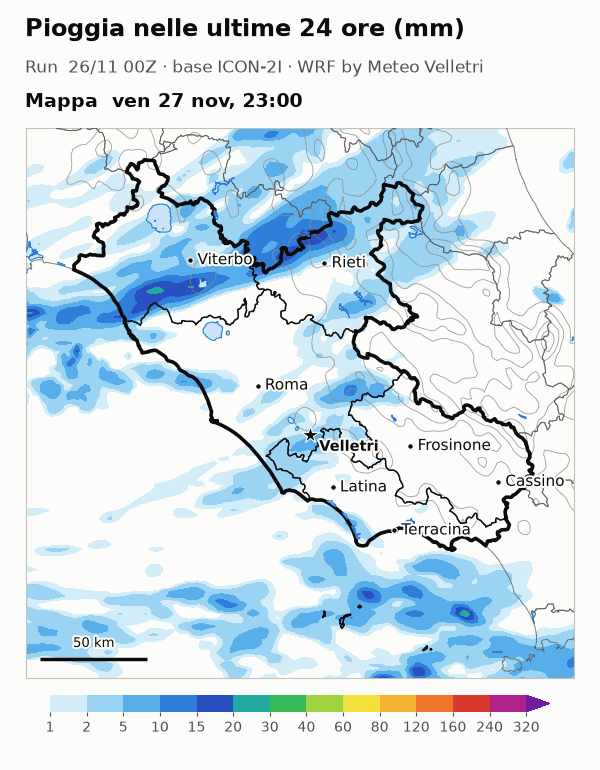 Pioggia nelle ultime 24 ore (mm)
Run 26/11 00Z · base ICON-2I · WRF by Meteo Velletri
Mappa ven 27 nov, 23:00
Viterbo
Rieti
Roma
Velletri
Frosinone
Latina
Cassino
Terracina
50 km
1 2 5 10 15 20 30 40 60 80 120 160 240 320